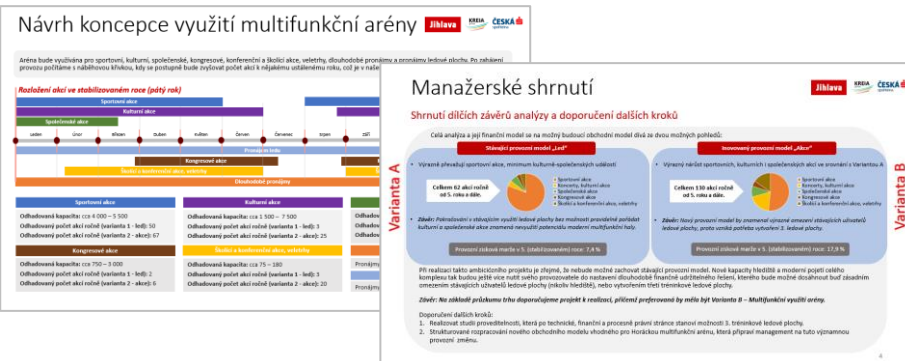 Návrh koncepce využití multifunkční arény
Jihlava
KREIA
ČESKÁ
spořitelna
Aréna bude využívána pro sportovní, kulturní, společenské, kongresové, konferenční a školící akce, veletrhy, dlouhodobé pronájmy a pronájmy ledové plochy. Po zahájení
provozu počítáme s náběhovou křivkou, kdy se postupně bude zvyšovat počet akcí k nějakému ustálenému roku, což je v naše
Rozložení akcí ve stabilizovaném roce (pátý rok)
Sportovní akce
Kulturní akce
Společenské akce
Leden Únor Březen Duben Květen Červen Červenec Srpen Září
Pronájem ledu
Kongresové akce
Školící a konferenční akce, veletrhy
Dlouhodobé pronájmy
Sportovní akce
Odhadovaná kapacita: cca 4 000 – 5 500
Odhadovaný počet akcí ročně (varianta 1 - led): 50
Odhadovaný počet akcí ročně (varianta 2 - akce): 67
Kulturní akce
Odhadovaná kapacita: cca 1 500 – 7 500
Odhadovaný počet akcí ročně (varianta 1 - led): 3
Odhadovaný počet akcí ročně (varianta 2 - akce): 25
Kongresové akce
Odhadovaná kapacita: cca 750 – 3 000
Odhadovaný počet akcí ročně (varianta 1 - led): 2
Odhadovaný počet akcí ročně (varianta 2 - akce): 6
Školící a konferenční akce, veletrhy
Odhadovaná kapacita: cca 75 – 180
Odhadovaný počet akcí ročně (varianta 1 - led): 3
Odhadovaný počet akcí ročně (varianta 2 - akce): 20
Pronájmy
Pronájmy
Manažerské shrnutí
Jihlava
KREIA
ČESKÁ
spořitelna
Shrnutí dílčích závěrů analýzy a doporučení dalších kroků
Celá analýza a její finanční model se na možný budoucí obchodní model dívá ze dvou možných pohledů:
Varianta A
Stávající provozní model „Led“
Výrazně převažují sportovní akce, minimum kulturně-společenských událostí
Celkem 62 akcí ročně
od 5. roku a dále.
Sportovní akce
Koncerty, kulturní akce
Společenské akce
Kongresové akce
Školící a konferenční akce, veletrhy
Závěr: Pokračování v stávajícím využití ledové plochy bez možnosti pravidelně pořádat
kulturní a společenské akce znamená nevyužití potenciálu moderní multifunkční haly.
Provozní zisková marže v 5. (stabilizovaném) roce: 7,4 %
Varianta B
Inovovaný provozní model „Akce“
Výrazný nárůst sportovních, kulturních i společenských akcí ve srovnání s Variantou A
Celkem 130 akcí ročně
od 5. roku a dále.
Sportovní akce
Koncerty, kulturní akce
Společenské akce
Kongresové akce
Školící a konferenční akce, veletrhy
Závěr: Nový provozní model by znamenal výrazné omezení stávajících uživatelů
ledové plochy, proto vzniká potřeba vytvoření 3. ledové plochy.
Provozní zisková marže v 5. (stabilizovaném) roce: 17,9 %
Při realizaci takto ambiciózního projektu je zřejmé, že nebude možné zachovat stávající provozní model. Nové kapacity hlediště a moderní pojetí celého
komplexu tak budou ještě více nutit svého provozovatele do nastavení dlouhodobě finančně udržitelného řešení, kterého bude možné dosáhnout buď zásadním
omezením stávajících uživatelů ledové plochy (nikoliv hlediště), nebo vytvořením třetí tréninkové ledové plochy.
Závěr: Na základě průzkumu trhu doporučujeme projekt k realizaci, přičemž preferovaná by měla být Varianta B – Multifunkční využití arény.
Doporučení dalších kroků:
1. Realizovat studii proveditelnosti, která po technické, finanční a procesně právní stránce stanoví možnosti 3. tréninkové ledové plochy.
2. Strukturované rozpracování nového obchodního modelu vhodného pro Horáckou multifunkční arénu, která připraví management na tuto významnou
provozní změnu.
4